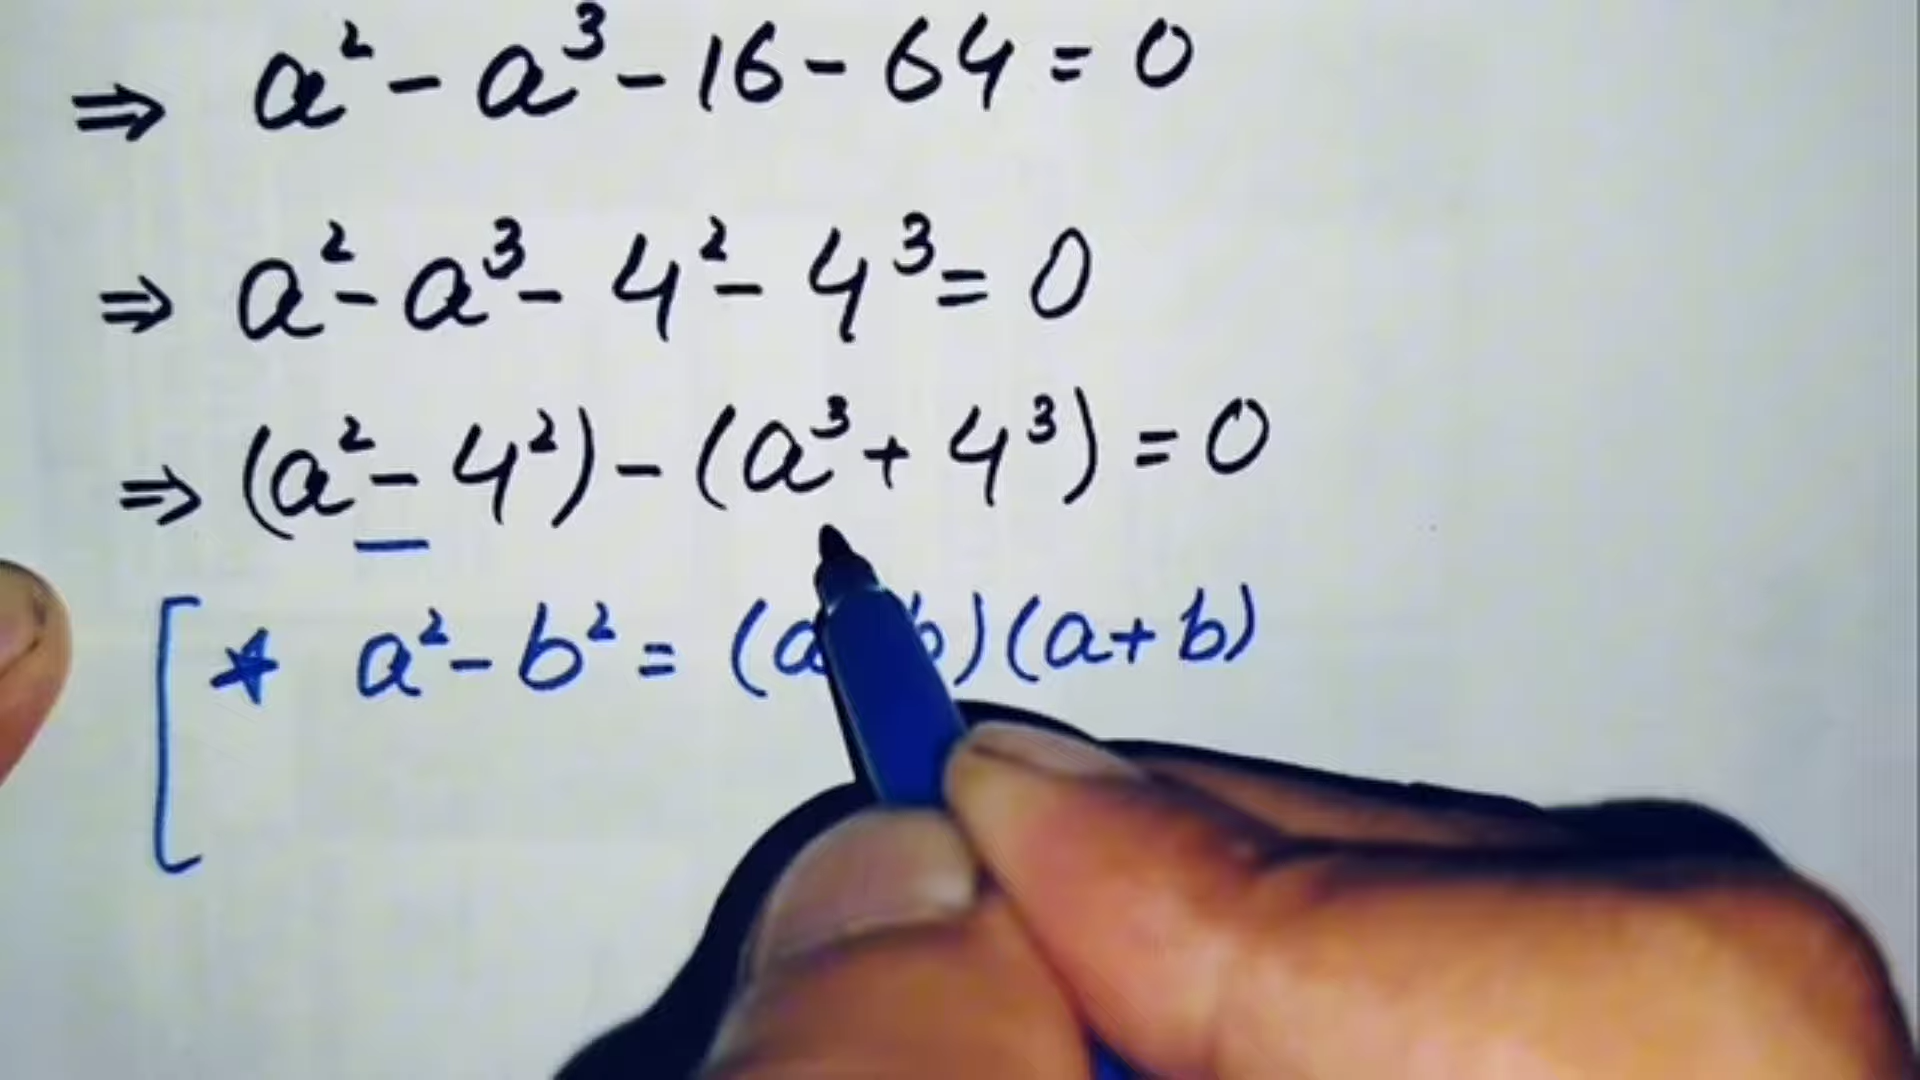 ⇒ a² - a³ - 16 - 64 = 0
⇒ a² - a³ - 4² - 4³ = 0
⇒ (a² - 4²) - (a³ + 4³) = 0
[ * a² - b² = (a b) (a + b)